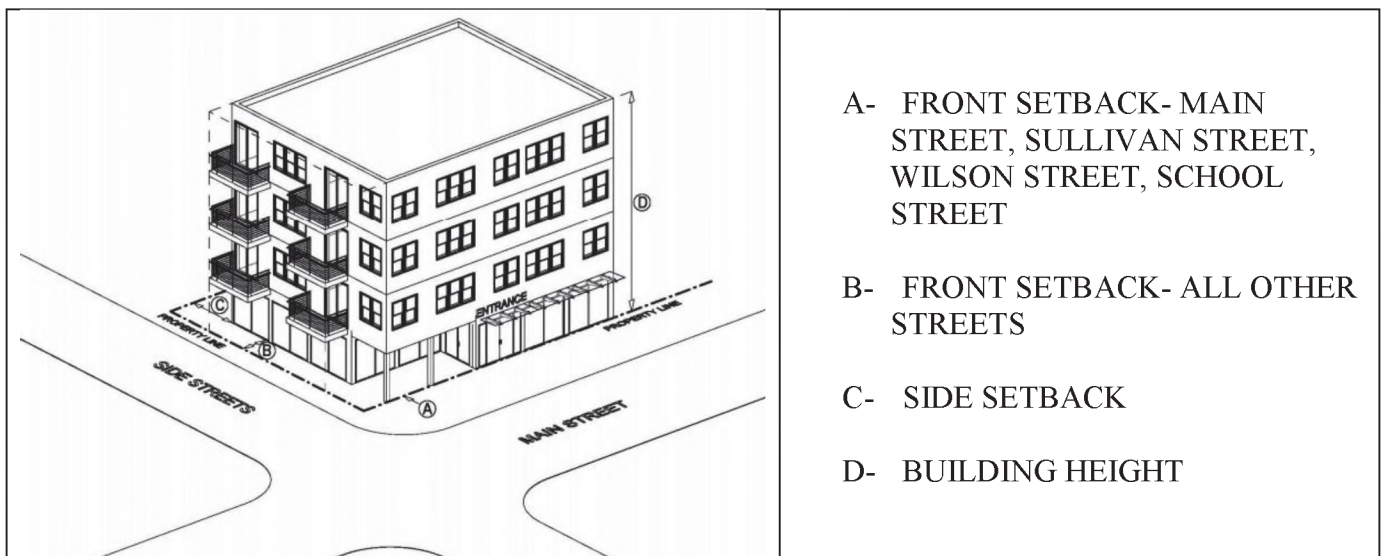 D
ENTRANCE
PROPERTY LINE
C
PROPERTY LINE
B
SIDE STREETS
A
MAIN STREET
A- FRONT SETBACK- MAIN
STREET, SULLIVAN STREET,
WILSON STREET, SCHOOL
STREET
B- FRONT SETBACK- ALL OTHER
STREETS
C- SIDE SETBACK
D- BUILDING HEIGHT